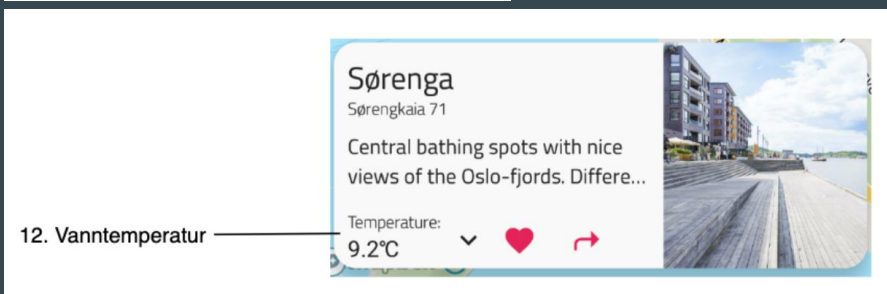 Sørenga
Sørengkaia 71
Central bathing spots with nice
views of the Oslo-fjords. Differe...
Temperature:
12. Vanntemperatur
9.2°C